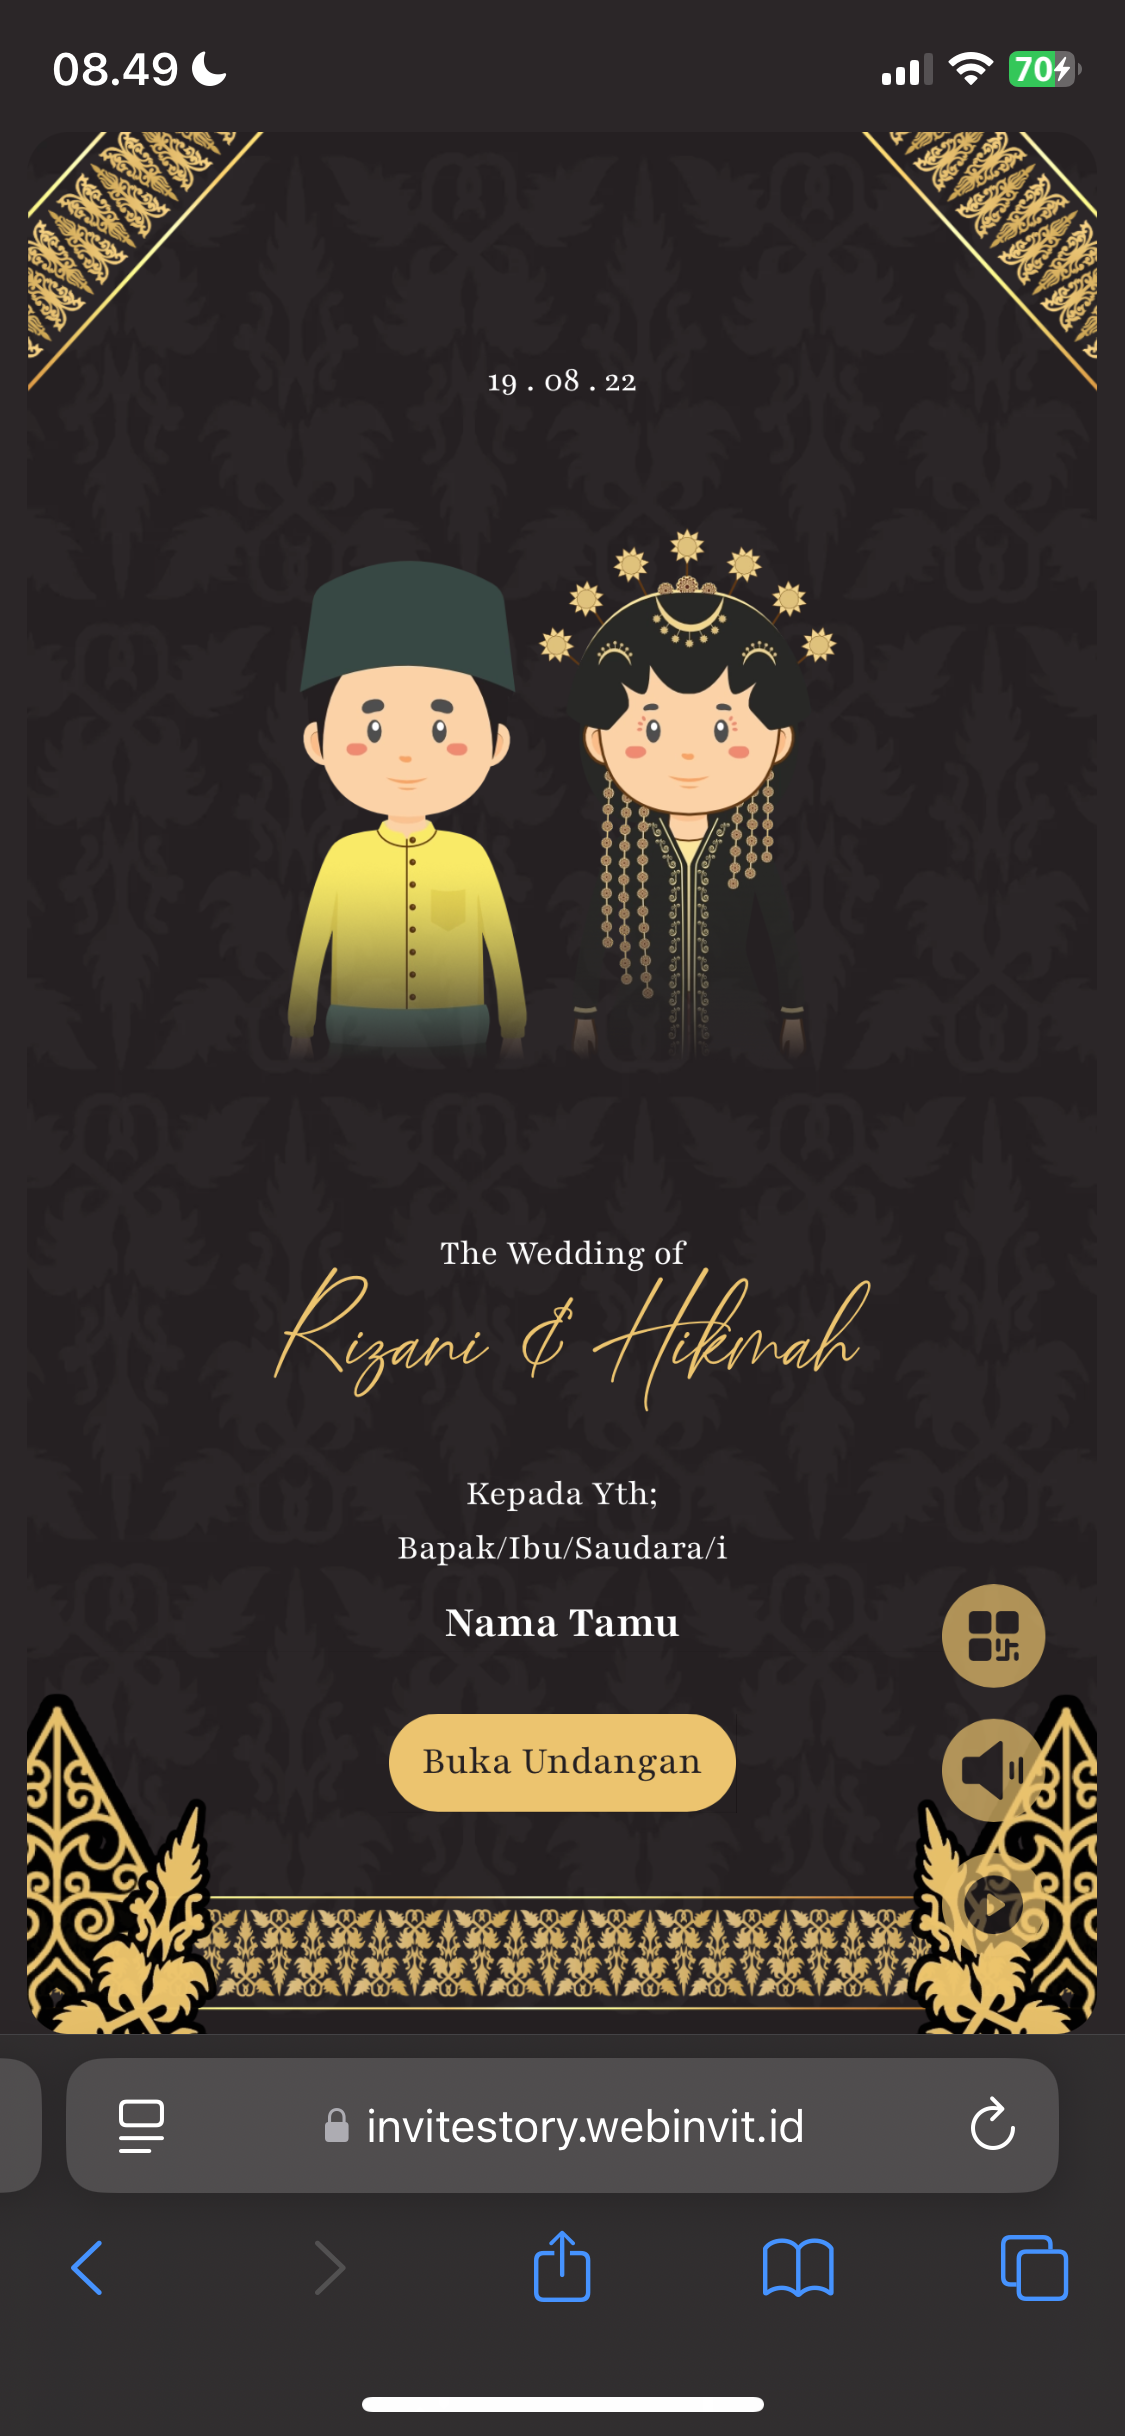 08.49
70
19 . 08 . 22
The Wedding of
Rizani & Hikmah
Kepada Yth;
Bapak/Ibu/Saudara/i
Nama Tamu
Buka Undangan
invitestory.webinvit.id